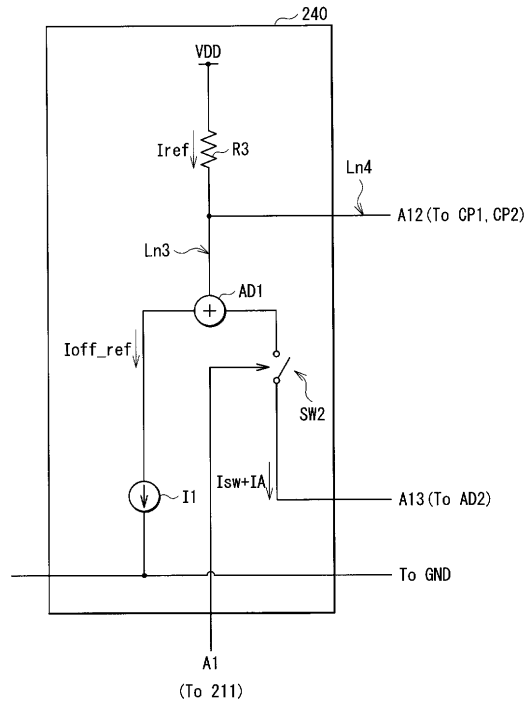 240
VDD
Iref
R3
Ln4
A12(To CP1, CP2)
Ln3
AD1
Ioff_ref
SW2
I1
Isw+IA
A13(To AD2)
To GND
A1
(To 211)